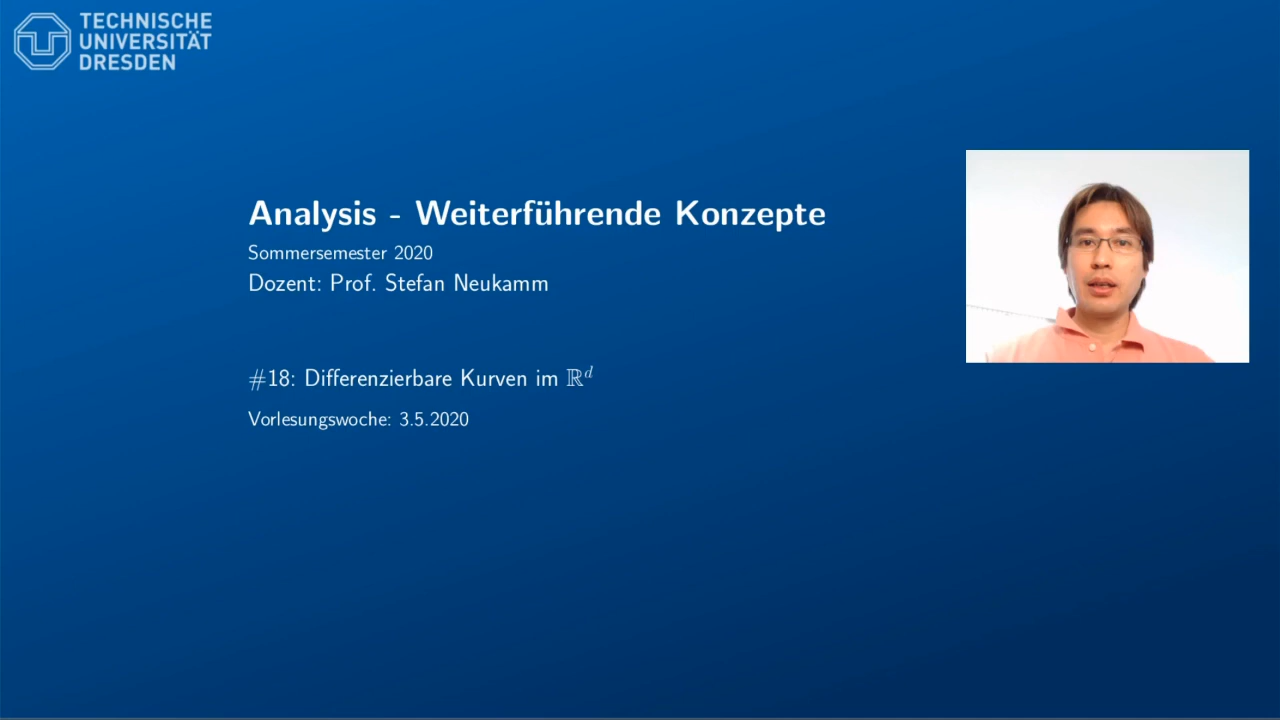 TECHNISCHE
UNIVERSITÄT
DRESDEN
Analysis - Weiterführende Konzepte
Sommersemester 2020
Dozent: Prof. Stefan Neukamm
#18: Differenzierbare Kurven im ℝᵈ
Vorlesungswoche: 3.5.2020